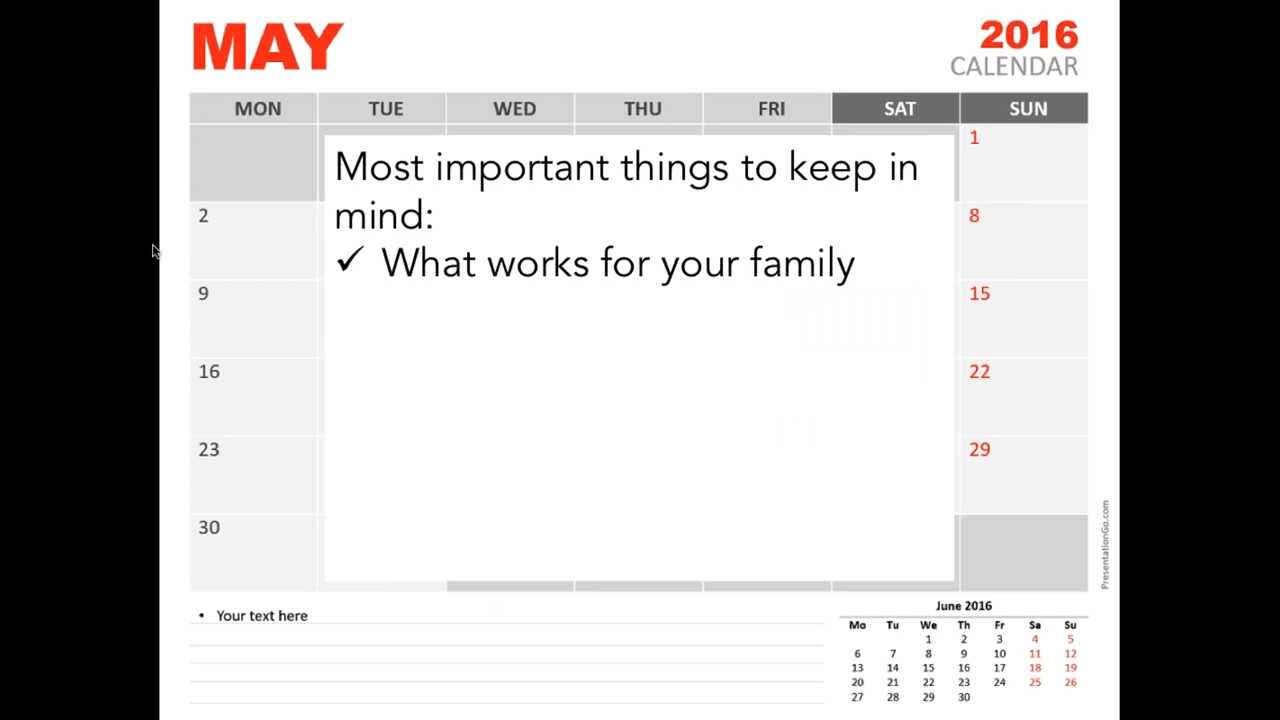 MAY
2016
CALENDAR
MON TUE WED THU FRI SAT SUN
Most important things to keep in
mind:
✓ What works for your family
1
2 8
9 15
16 22
23 29
30
• Your text here
June 2016
Mo Tu We Th Fr Sa Su
1 2 3 4 5
6 7 8 9 10 11 12
13 14 15 16 17 18 19
20 21 22 23 24 25 26
27 28 29 30
PresentationGo.com